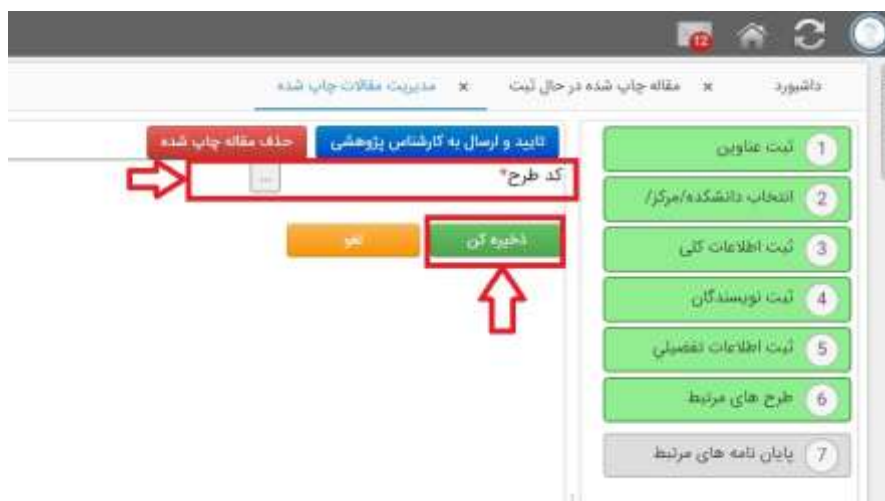 12
داشبورد x مقاله چاپ شده در حال ثبت x مدیریت مقالات چاپ شده
تایید و ارسال به کارشناس پژوهشی حذف مقاله چاپ شده
کد طرح* ...
ذخیره کن لغو
1 ثبت عناوین
2 انتخاب دانشکده/مرکز/
3 ثبت اطلاعات کلی
4 ثبت نویسندگان
5 ثبت اطلاعات تفضیلی
6 طرح های مرتبط
7 پایان نامه های مرتبط